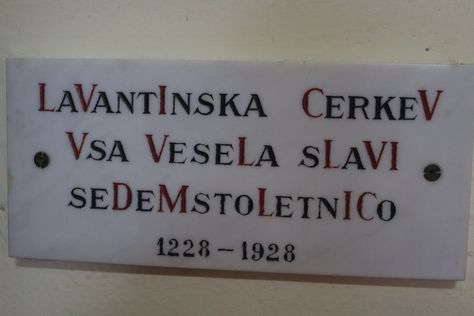 LaVantInska CerkeV
Vsa VeseLa sLaVI
seDeMstoLetnICo
1228 – 1928